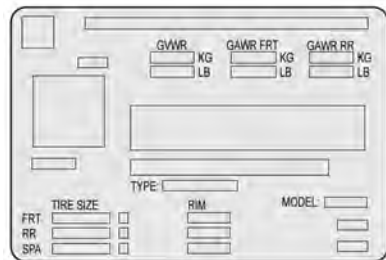 GVWR GAWR FRT GAWR RR
KG KG KG
LB LB LB
TYPE:
TIRE SIZE RIM MODEL:
FRT
RR
SPA